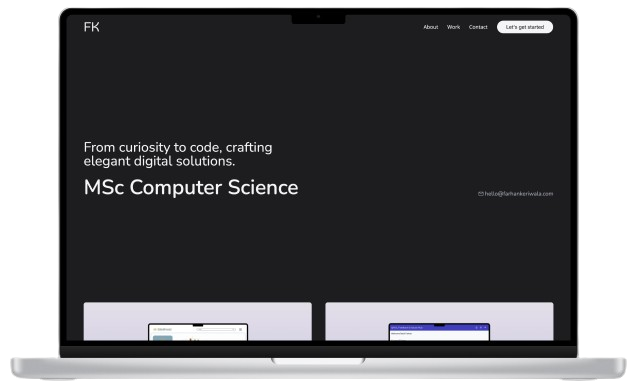 FK
About Work Contact Let's get started
From curiosity to code, crafting
elegant digital solutions.
MSc Computer Science
hello@farhankeriwala.com